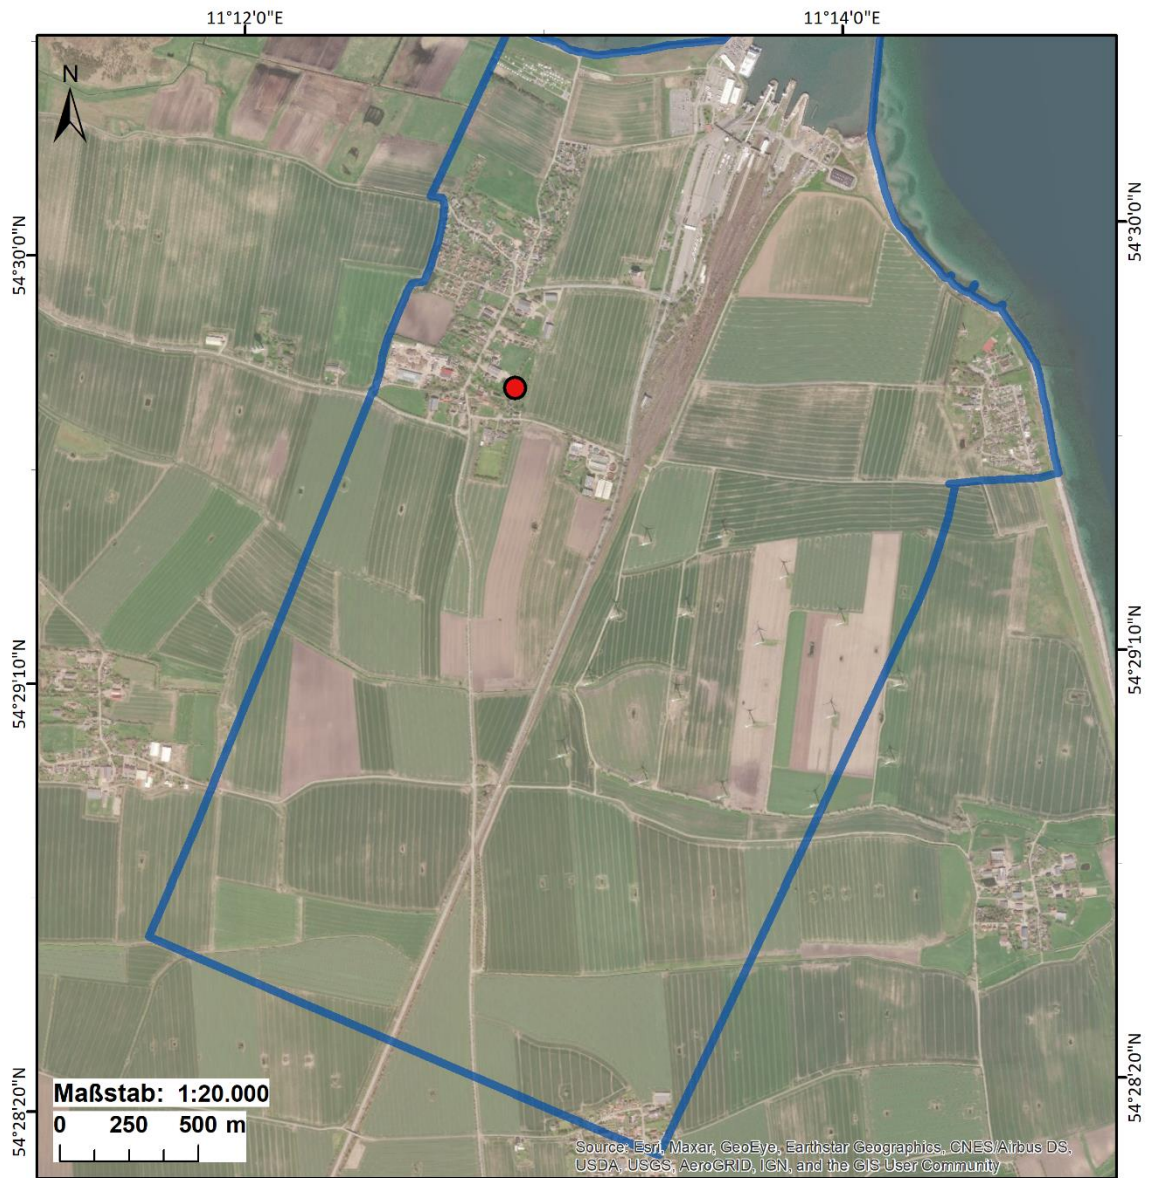 11°12'0"E
11°14'0"E
N
54°30'0"N
54°30'0"N
54°29'10"N
54°29'10"N
54°28'20"N
54°28'20"N
Maßstab: 1:20.000
0 250 500 m
Source: Esri, Maxar, GeoEye, Earthstar Geographics, CNES/Airbus DS,
USDA, USGS, AeroGRID, IGN, and the GIS User Community